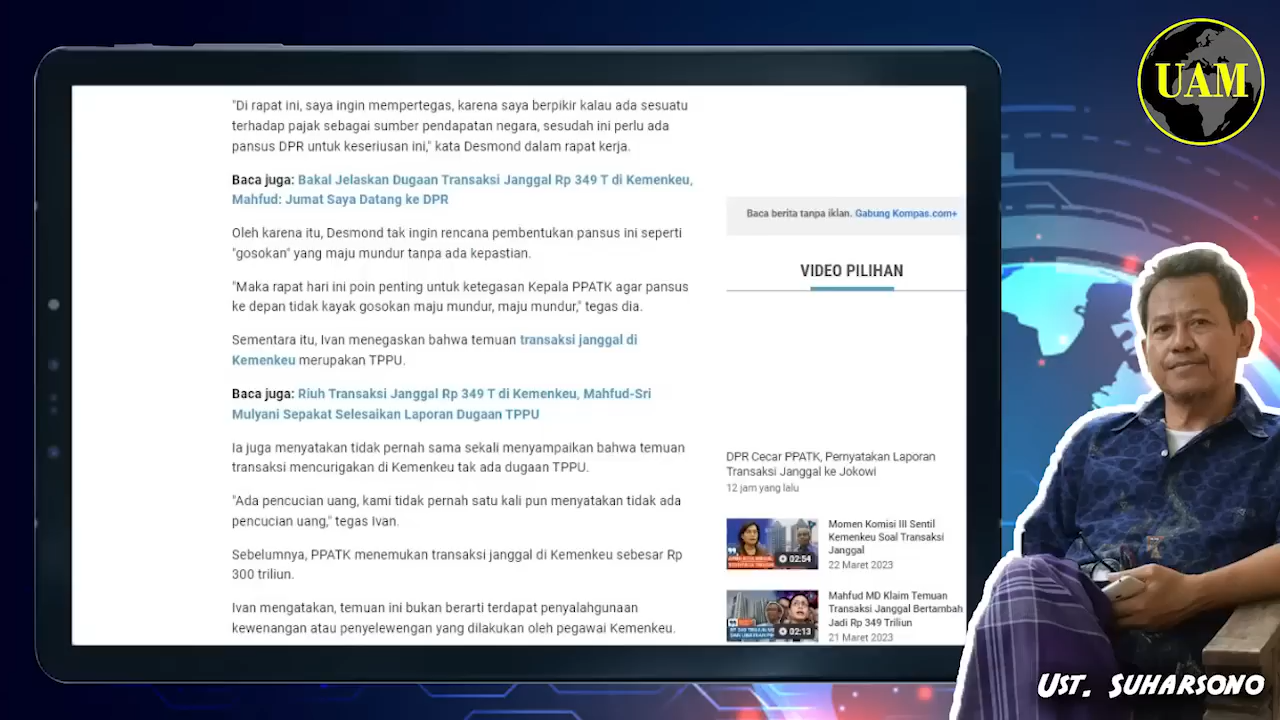 "Di rapat ini, saya ingin mempertegas, karena saya berpikir kalau ada sesuatu
terhadap pajak sebagai sumber pendapatan negara, sesudah ini perlu ada
pansus DPR untuk keseriusan ini," kata Desmond dalam rapat kerja.
Baca juga: Bakal Jelaskan Dugaan Transaksi Janggal Rp 349 T di Kemenkeu,
Mahfud: Jumat Saya Datang ke DPR
Oleh karena itu, Desmond tak ingin rencana pembentukan pansus ini seperti
"gosokan" yang maju mundur tanpa ada kepastian.
"Maka rapat hari ini poin penting untuk ketegasan Kepala PPATK agar pansus
ke depan tidak kayak gosokan maju mundur, maju mundur," tegas dia.
Sementara itu, Ivan menegaskan bahwa temuan transaksi janggal di
Kemenkeu merupakan TPPU.
Baca juga: Riuh Transaksi Janggal Rp 349 T di Kemenkeu, Mahfud-Sri
Mulyani Sepakat Selesaikan Laporan Dugaan TPPU
Ia juga menyatakan tidak pernah sama sekali menyampaikan bahwa temuan
transaksi mencurigakan di Kemenkeu tak ada dugaan TPPU.
"Ada pencucian uang, kami tidak pernah satu kali pun menyatakan tidak ada
pencucian uang," tegas Ivan.
Sebelumnya, PPATK menemukan transaksi janggal di Kemenkeu sebesar Rp
300 triliun.
Ivan mengatakan, temuan ini bukan berarti terdapat penyalahgunaan
kewenangan atau penyelewengan yang dilakukan oleh pegawai Kemenkeu.
Baca berita tanpa iklan. Gabung Kompas.com+
VIDEO PILIHAN
DPR Cecar PPATK, Pernyatakan Laporan
Transaksi Janggal ke Jokowi
12 jam yang lalu
Momen Komisi III Sentil
Kemenkeu Soal Transaksi
Janggal
22 Maret 2023
02:54
Mahfud MD Klaim Temuan
Transaksi Janggal Bertambah
Jadi Rp 349 Triliun
21 Maret 2023
02:13
UAM
Ust. Suharsono